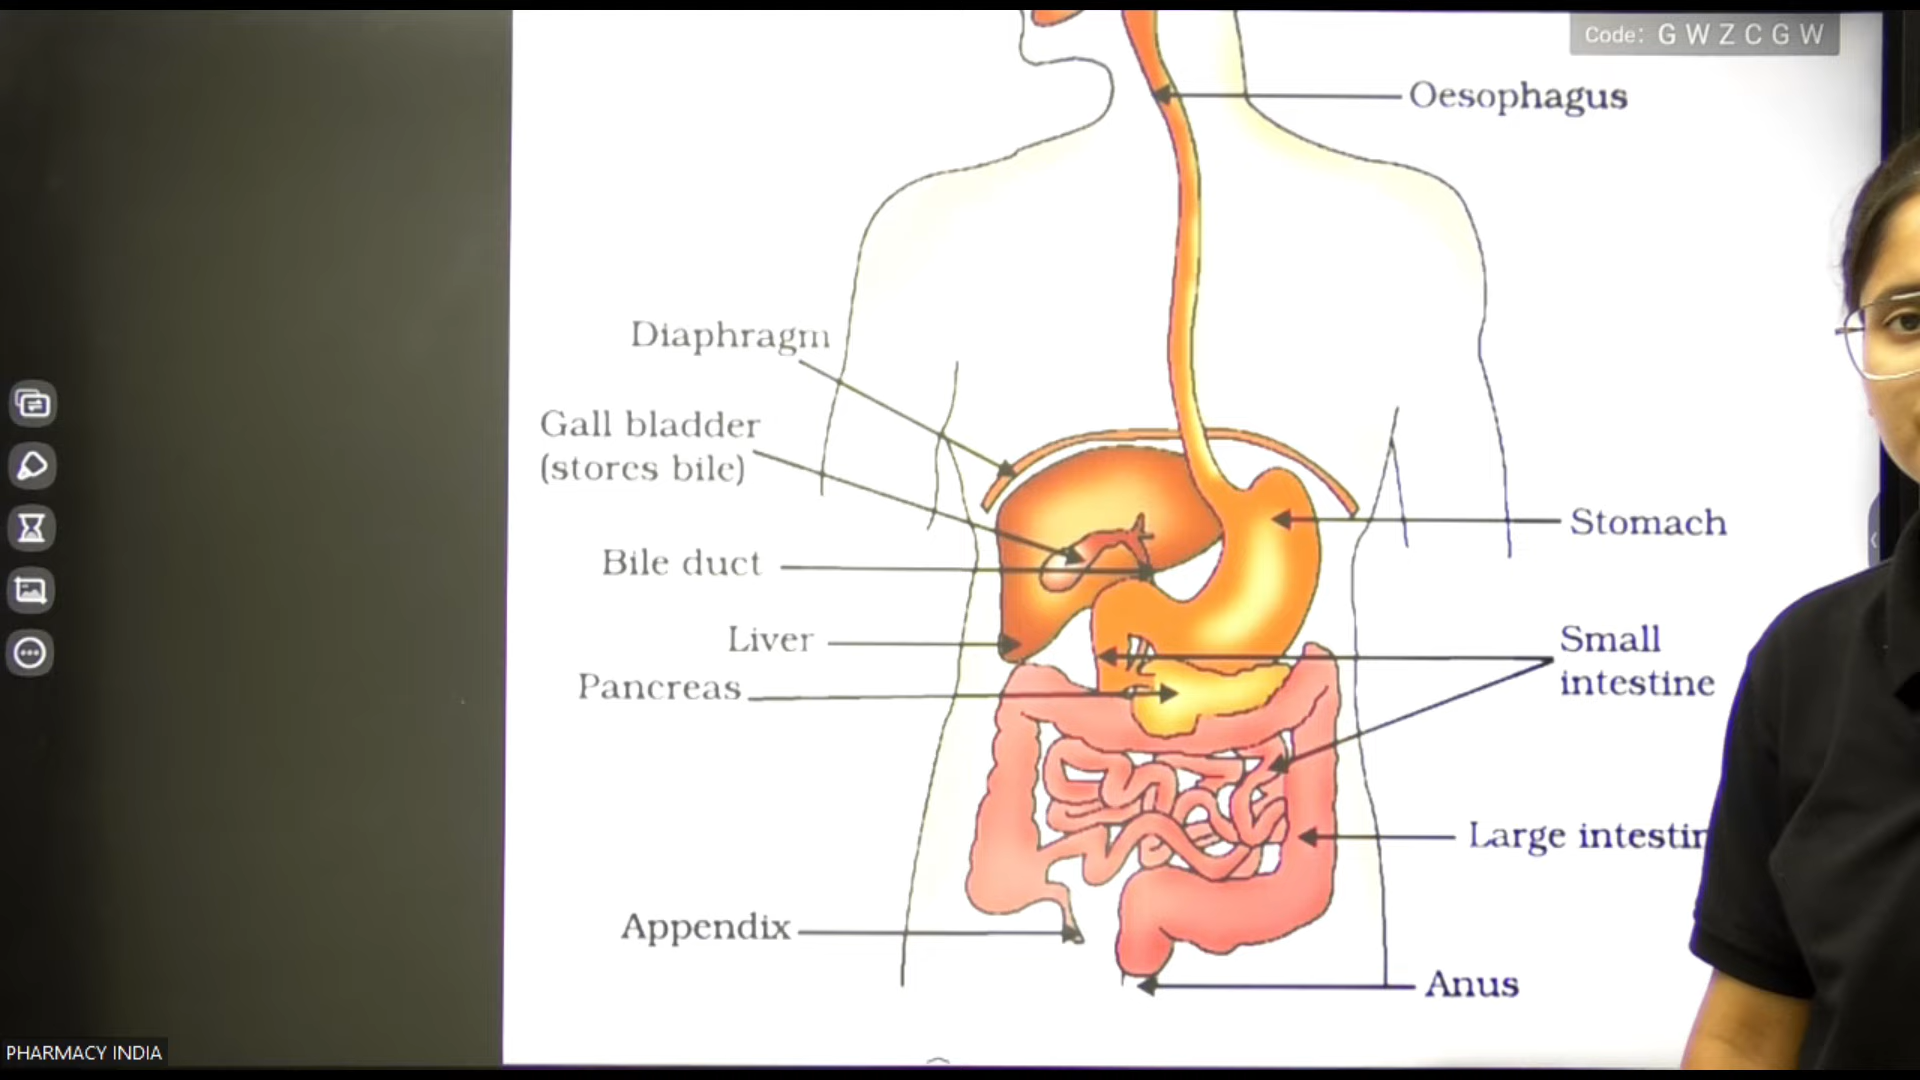 Code: G W Z C G W
Oesophagus
Diaphragm
Gall bladder
(stores bile)
Bile duct
Stomach
Liver
Small
intestine
Pancreas
Large intestin
Appendix
Anus
PHARMACY INDIA